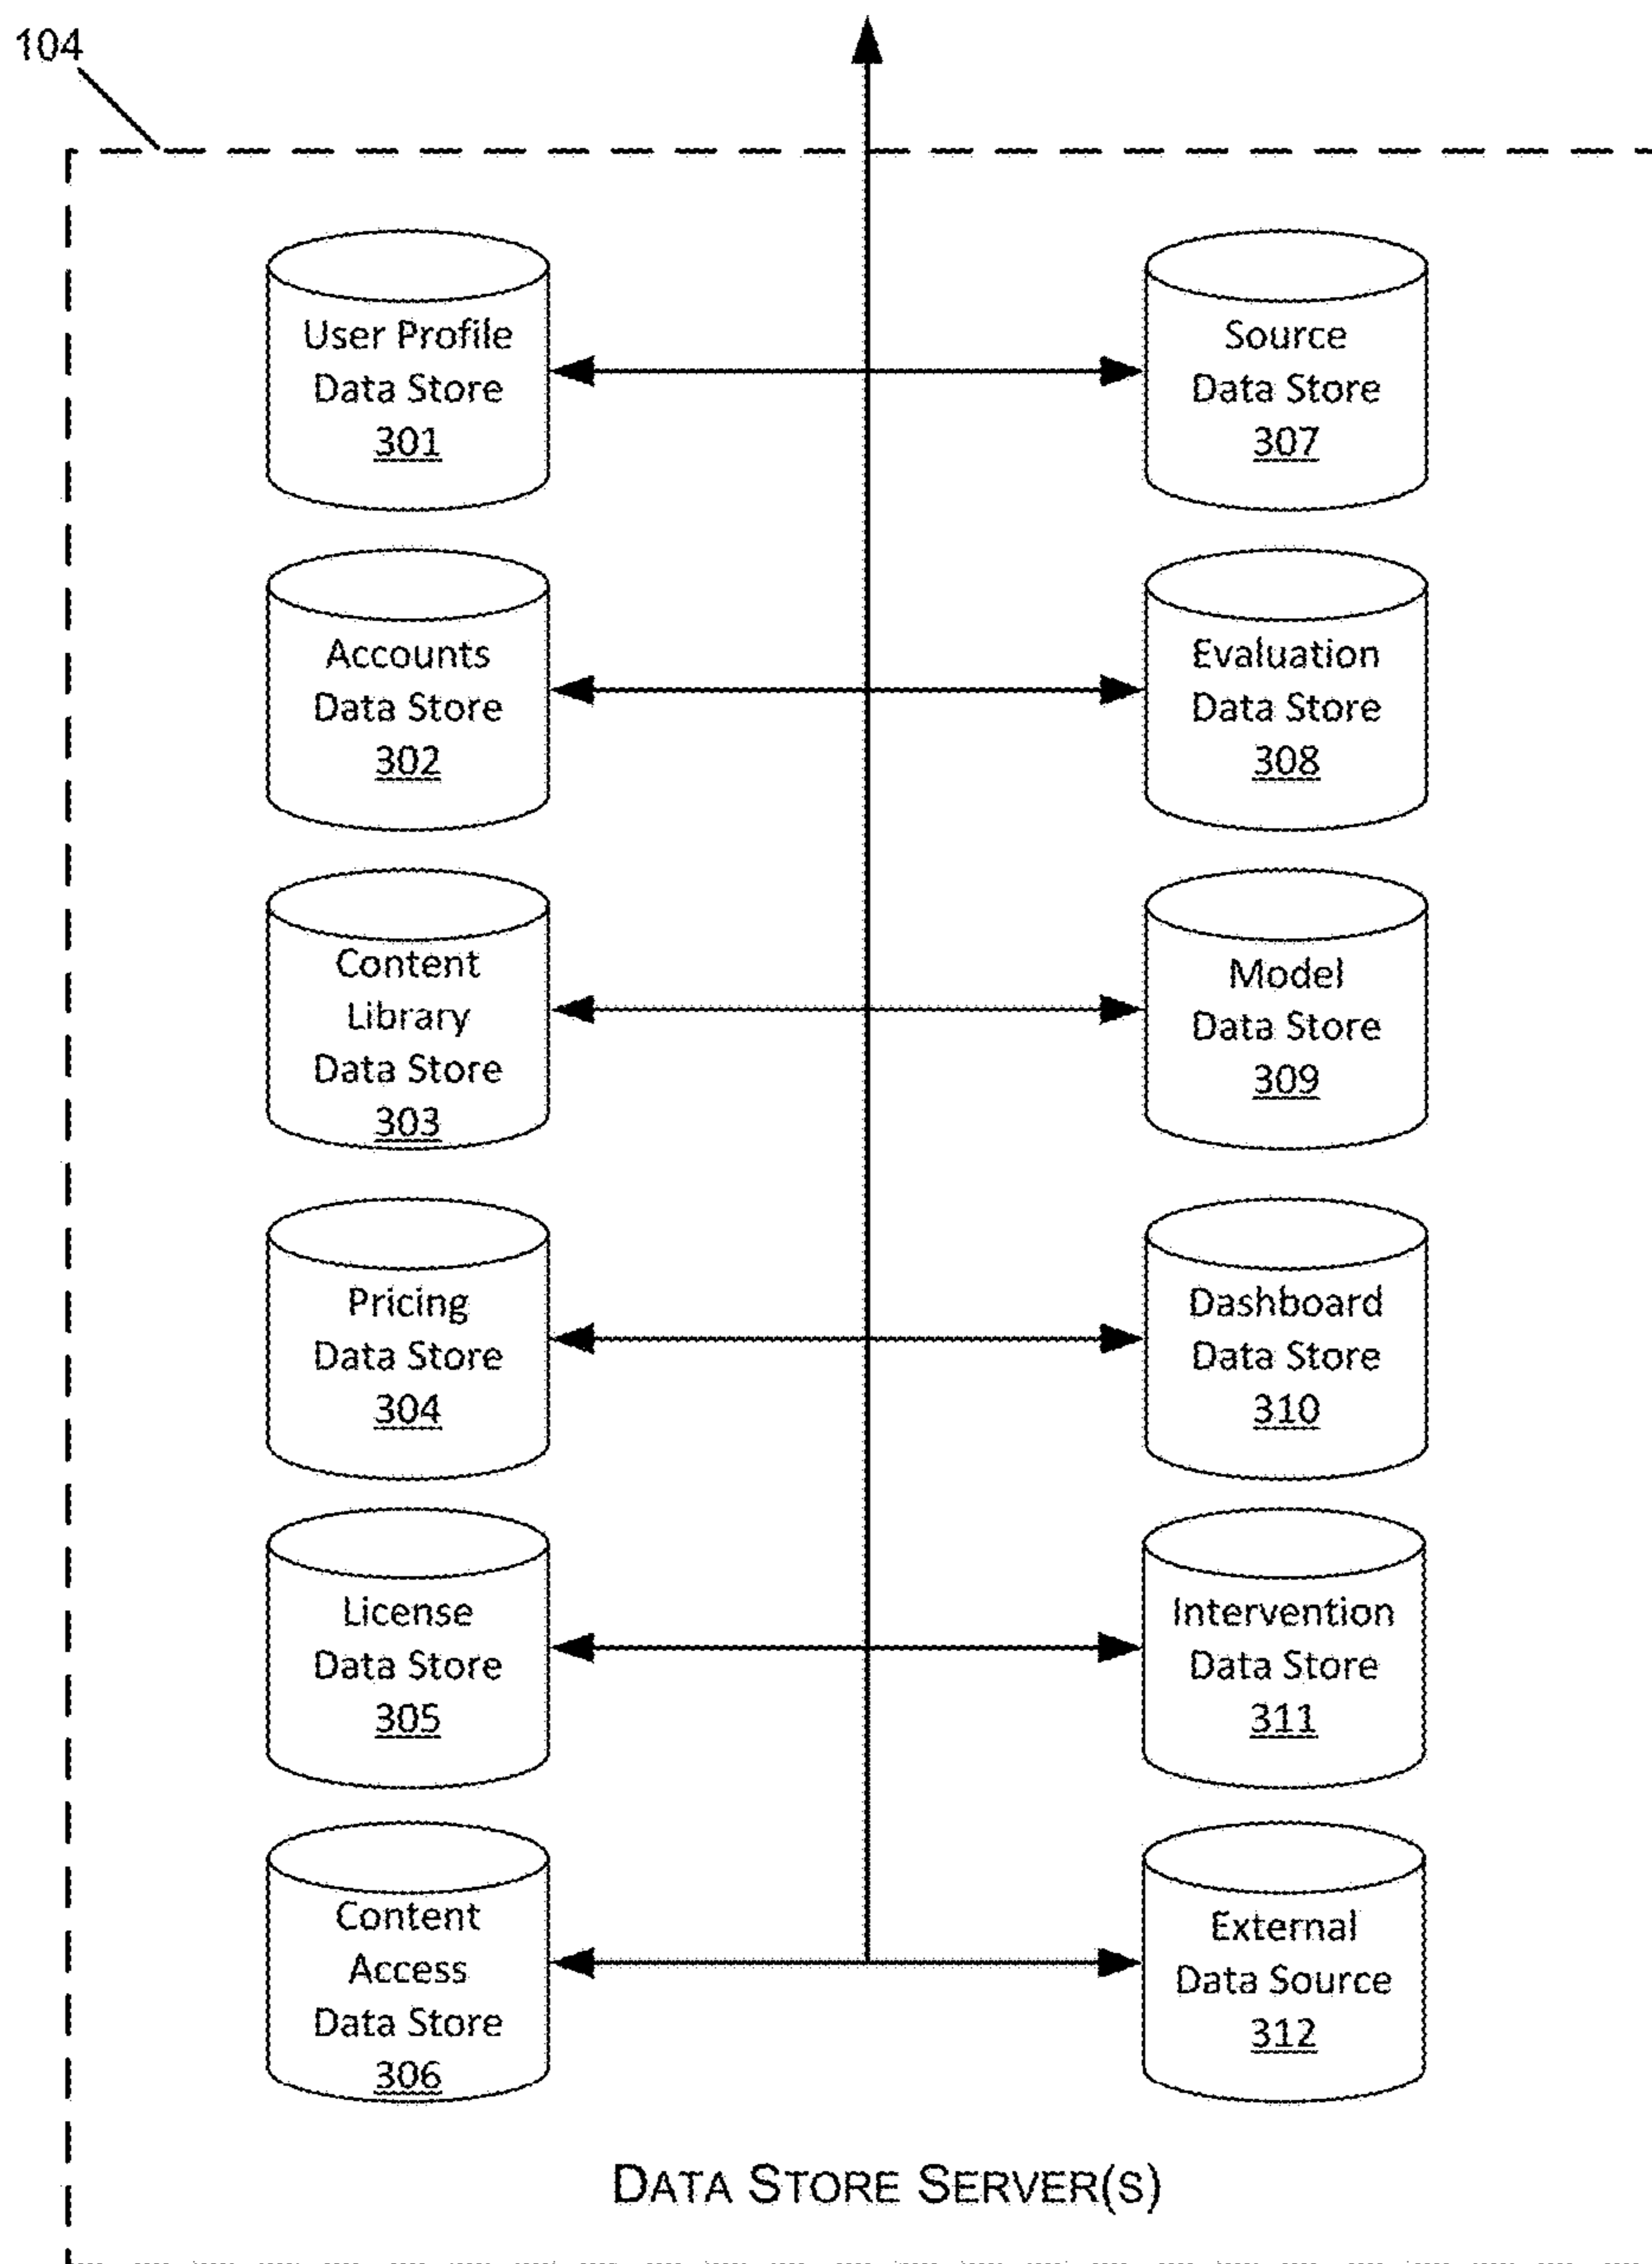 104
User Profile
Data Store
301
Source
Data Store
307
Accounts
Data Store
302
Evaluation
Data Store
308
Content
Library
Data Store
303
Model
Data Store
309
Pricing
Data Store
304
Dashboard
Data Store
310
License
Data Store
305
Intervention
Data Store
311
Content
Access
Data Store
306
External
Data Source
312
DATA STORE SERVER(S)